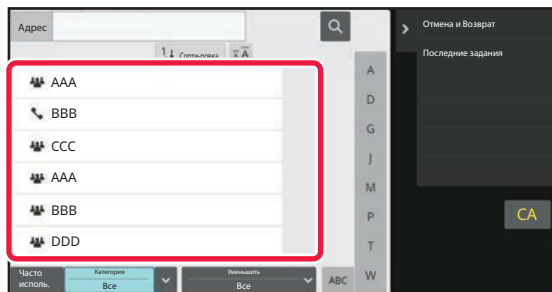 Адрес
Сорти-ровка
A
AAA
BBB
CCC
AAA
BBB
DDD
A
D
G
J
M
P
T
W
Часто исполь.
Категория
Все
Уменьшить
Все
ABC
Отмена и Возврат
Последние задания
CA